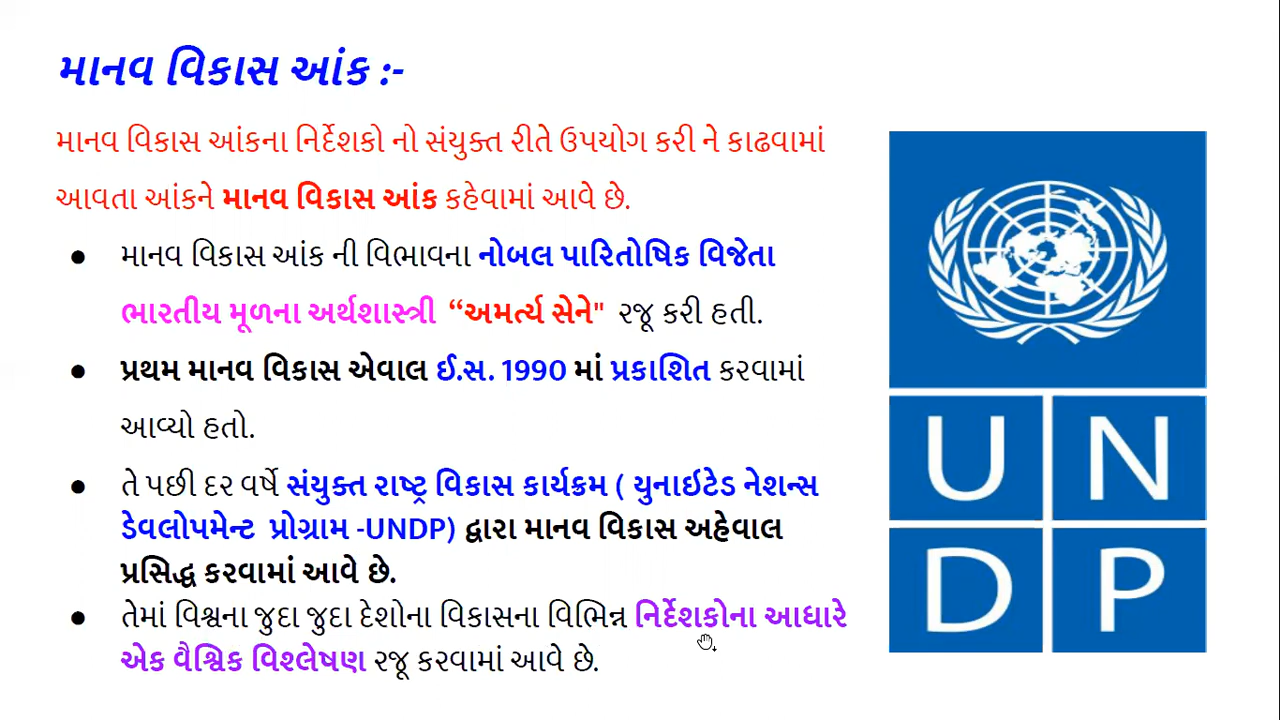 માનવ વિકાસ આંક :-
માનવ વિકાસ આંકના નિર્દેશકો નો સંયુક્ત રીતે ઉપયોગ કરી ને કાઢવામાં
આવતા આંકને માનવ વિકાસ આંક કહેવામાં આવે છે.
● માનવ વિકાસ આંક ની વિભાવના નોબલ પારિતોષિક વિજેતા
ભારતીય મૂળના અર્થશાસ્ત્રી “અમર્ત્ય સેને" રજૂ કરી હતી.
● પ્રથમ માનવ વિકાસ એવાલ ઈ.સ. 1990 માં પ્રકાશિત કરવામાં
આવ્યો હતો.
● તે પછી દર વર્ષે સંયુક્ત રાષ્ટ્ર વિકાસ કાર્યક્રમ ( યુનાઇટેડ નેશન્સ
ડેવલોપમેન્ટ પ્રોગ્રામ -UNDP) દ્વારા માનવ વિકાસ અહેવાલ
પ્રસિદ્ધ કરવામાં આવે છે.
● તેમાં વિશ્વના જુદા જુદા દેશોના વિકાસના વિભિન્ન નિર્દેશકોના આધારે
એક વૈશ્વિક વિશ્લેષણ રજૂ કરવામાં આવે છે.
U N
D P